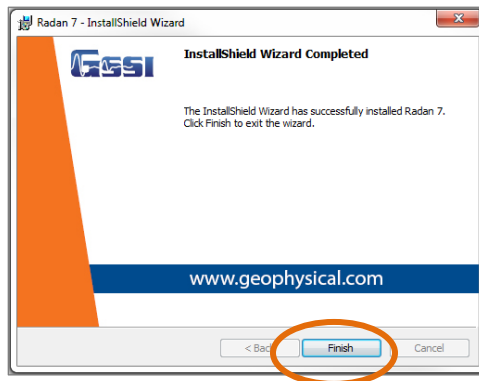 Radan 7 - InstallShield Wizard
GSSI
InstallShield Wizard Completed
The InstallShield Wizard has successfully installed Radan 7.
Click Finish to exit the wizard.
www.geophysical.com
< Back
Finish
Cancel